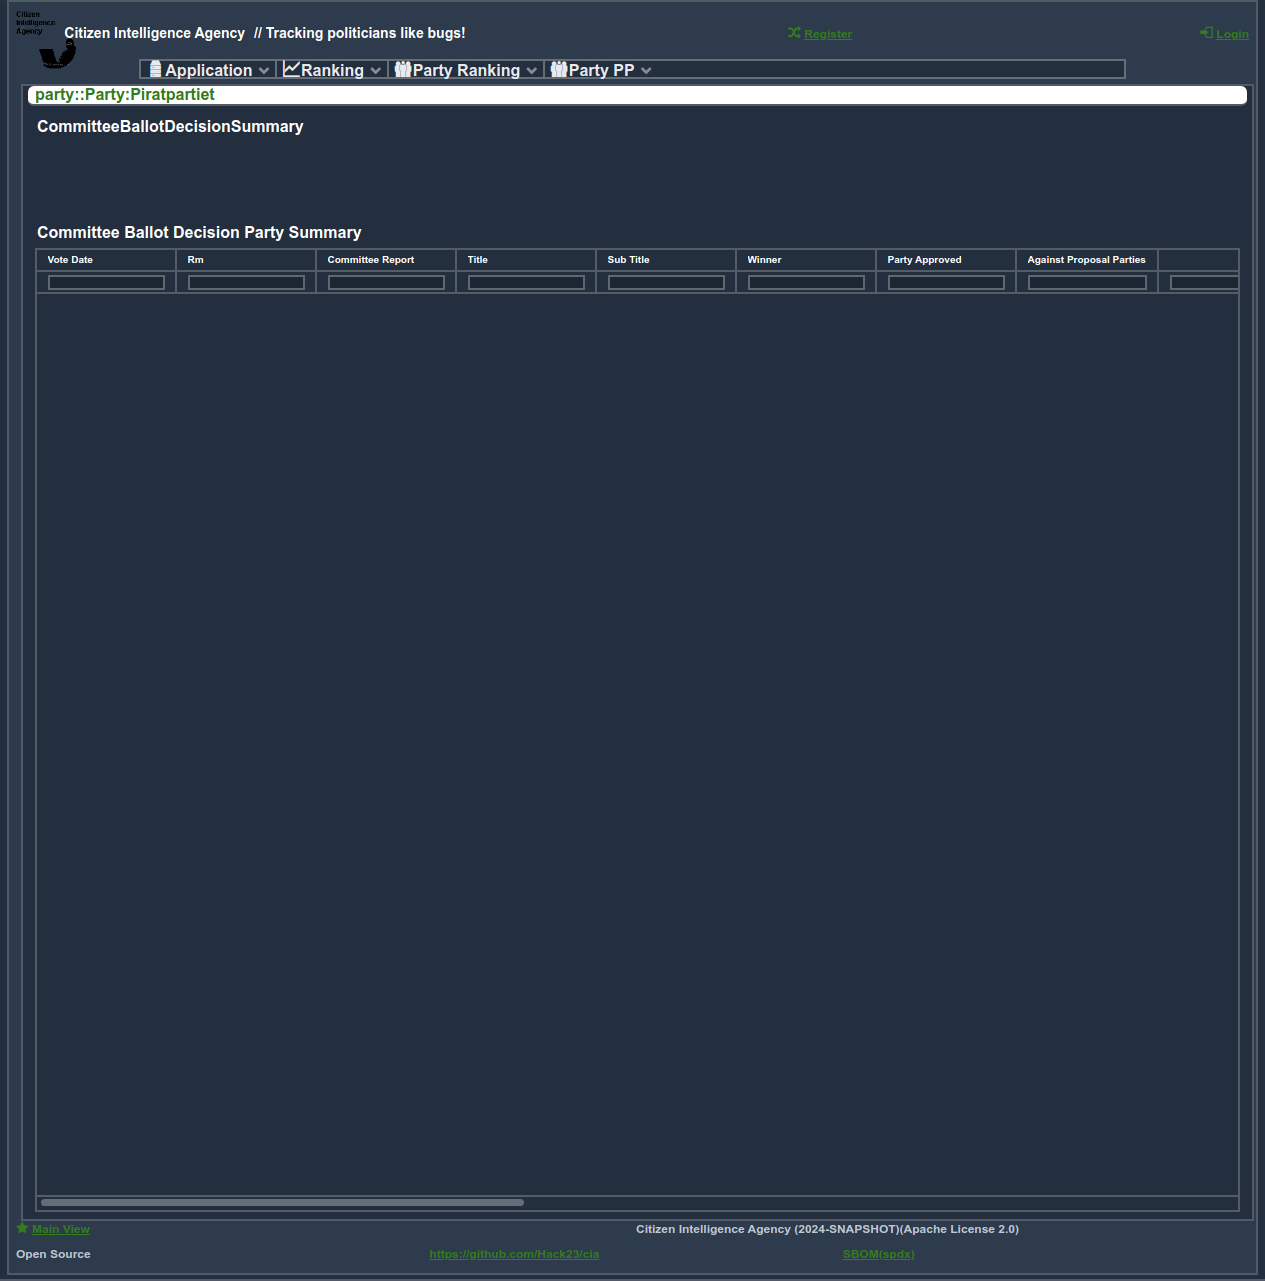 Citizen
Intelligence
Agency
Citizen Intelligence Agency // Tracking politicians like bugs!
Register
Login
Application
Ranking
Party Ranking
Party PP
party::Party:Piratpartiet
CommitteeBallotDecisionSummary
Committee Ballot Decision Party Summary
Vote Date
Rm
Committee Report
Title
Sub Title
Winner
Party Approved
Against Proposal Parties
Main View
Citizen Intelligence Agency (2024-SNAPSHOT)(Apache License 2.0)
Open Source
https://github.com/Hack23/cia
SBOM(spdx)